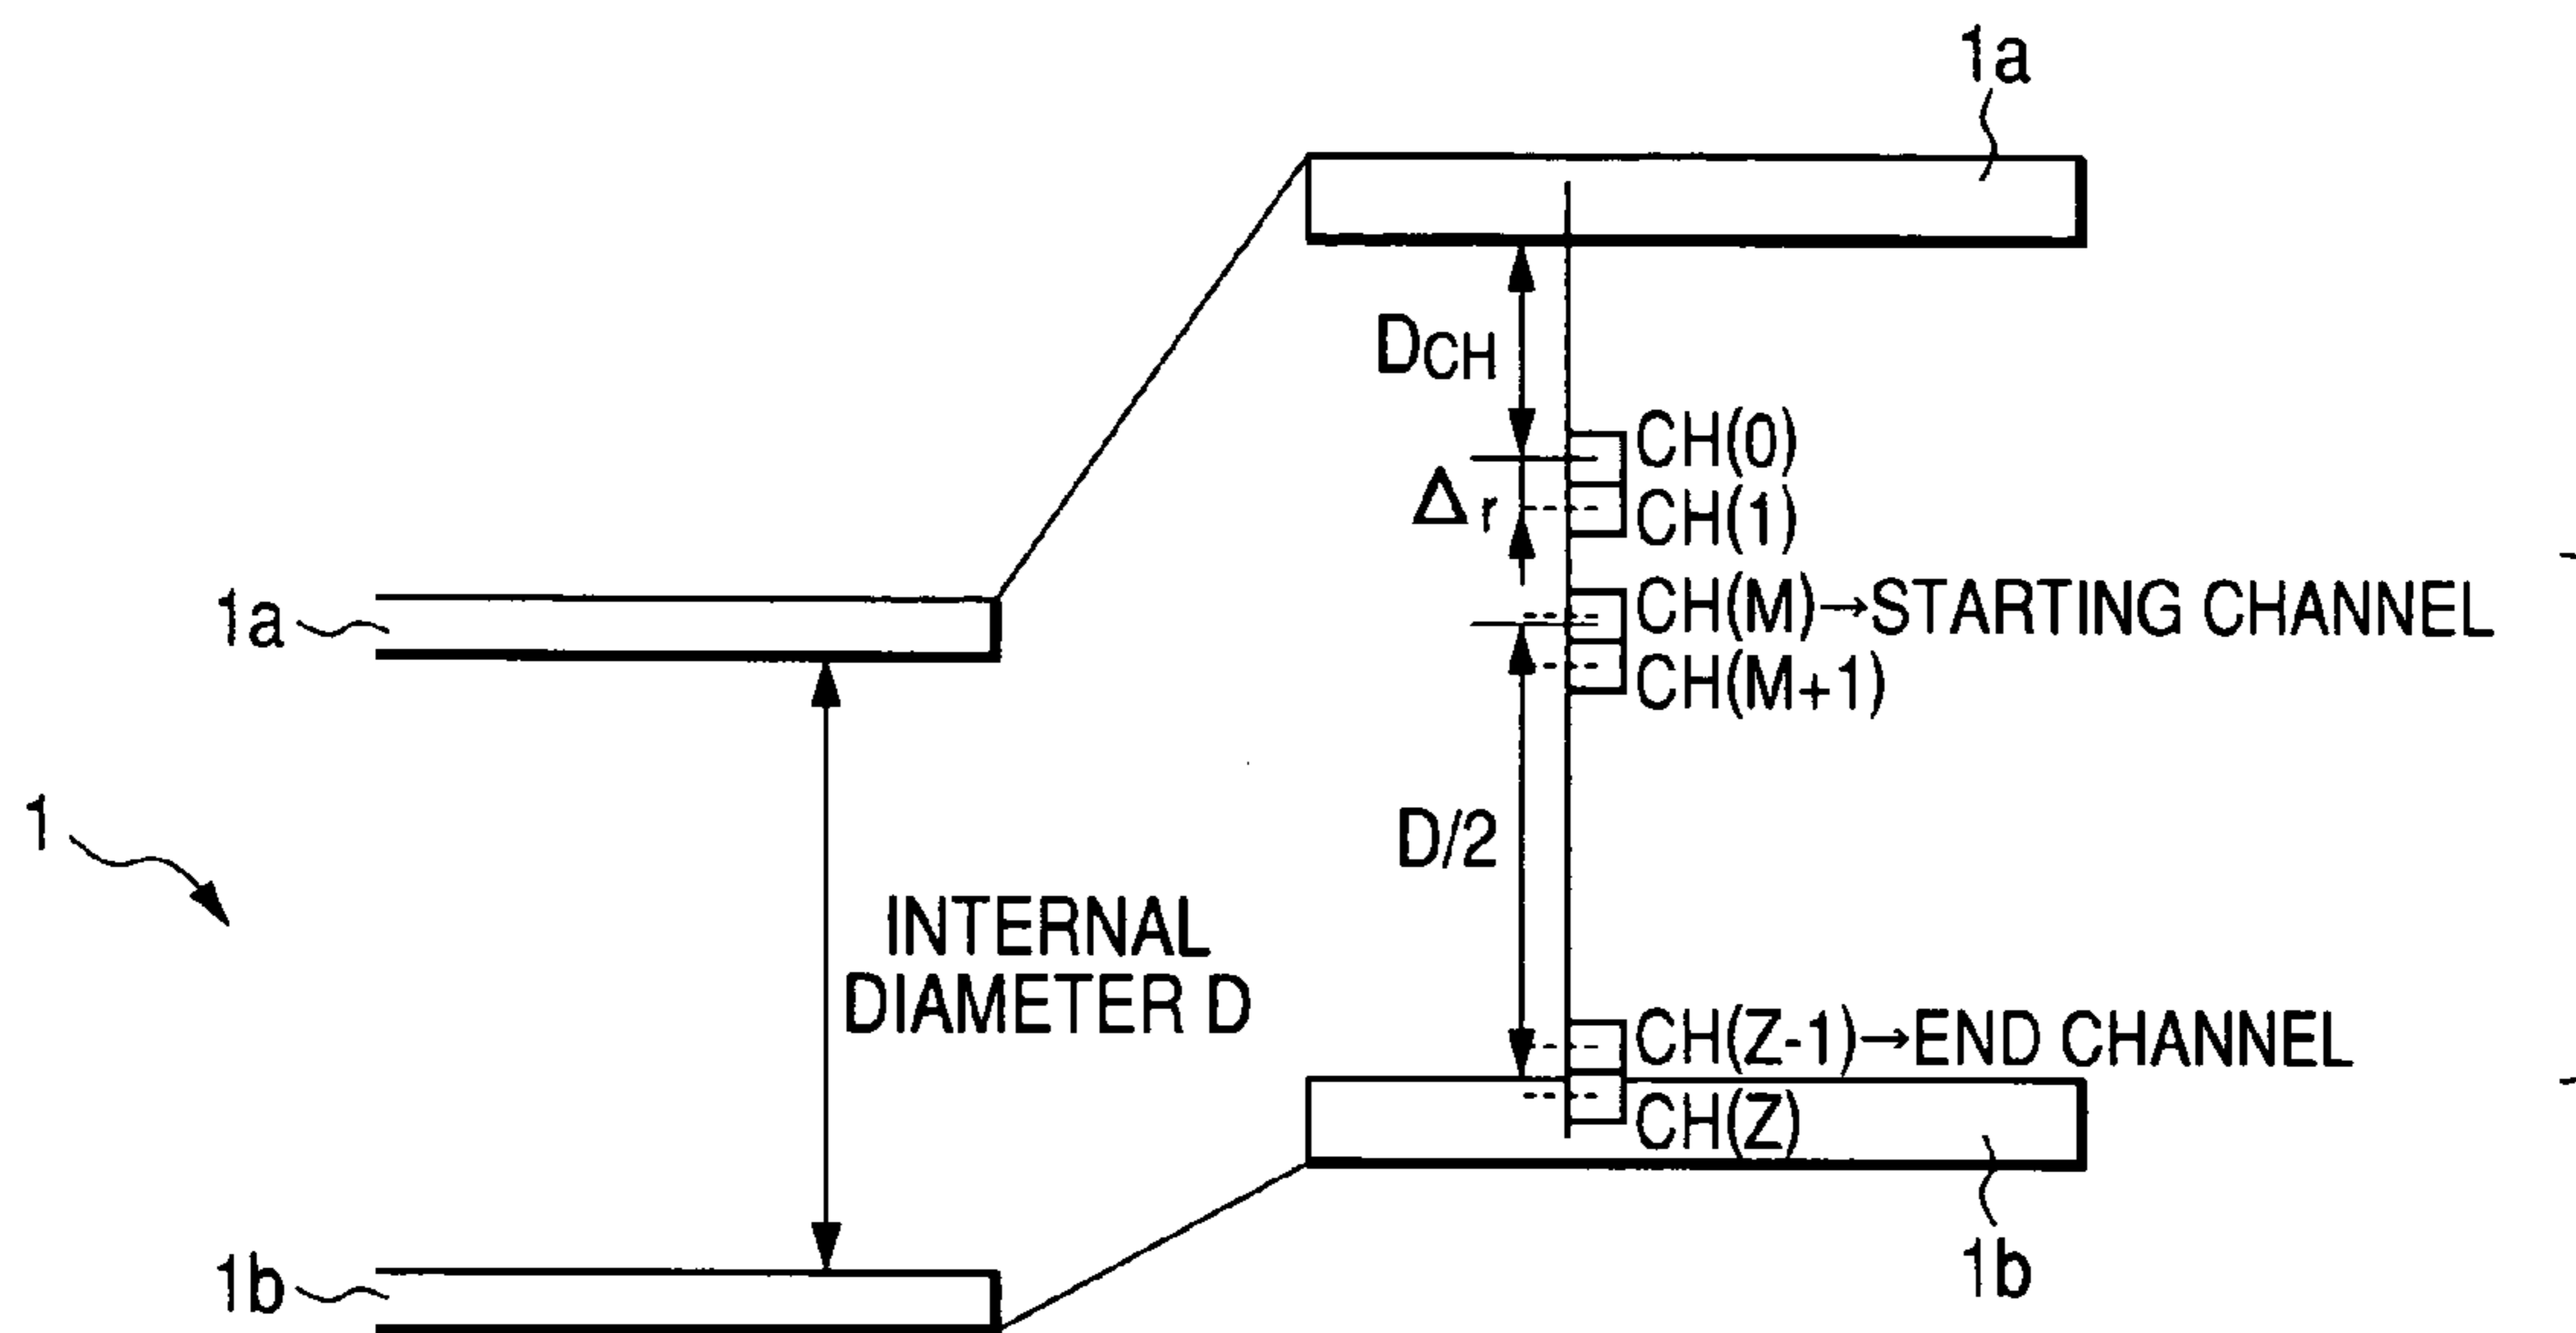 1a
DCH
CH(0)
Δr
CH(1)
1a
CH(M)→STARTING CHANNEL
CH(M+1)
1
D/2
INTERNAL
DIAMETER D
CH(Z-1)→END CHANNEL
CH(Z)
1b
1b